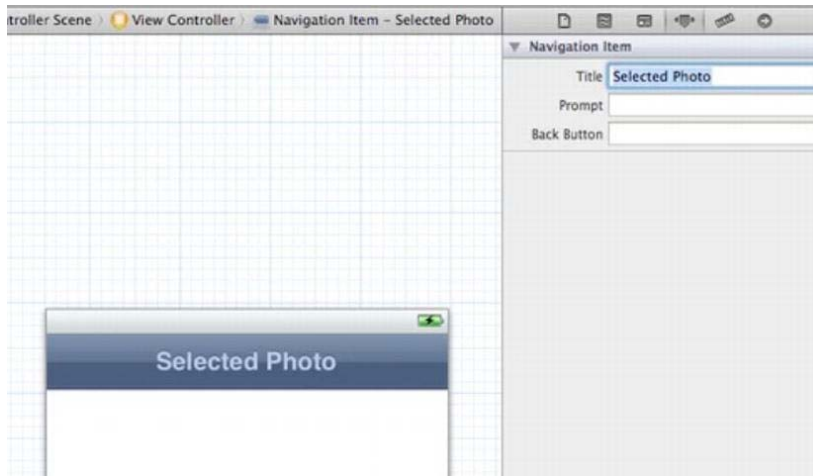 troller Scene View Controller Navigation Item - Selected Photo
Navigation Item
Title Selected Photo
Prompt
Back Button
Selected Photo